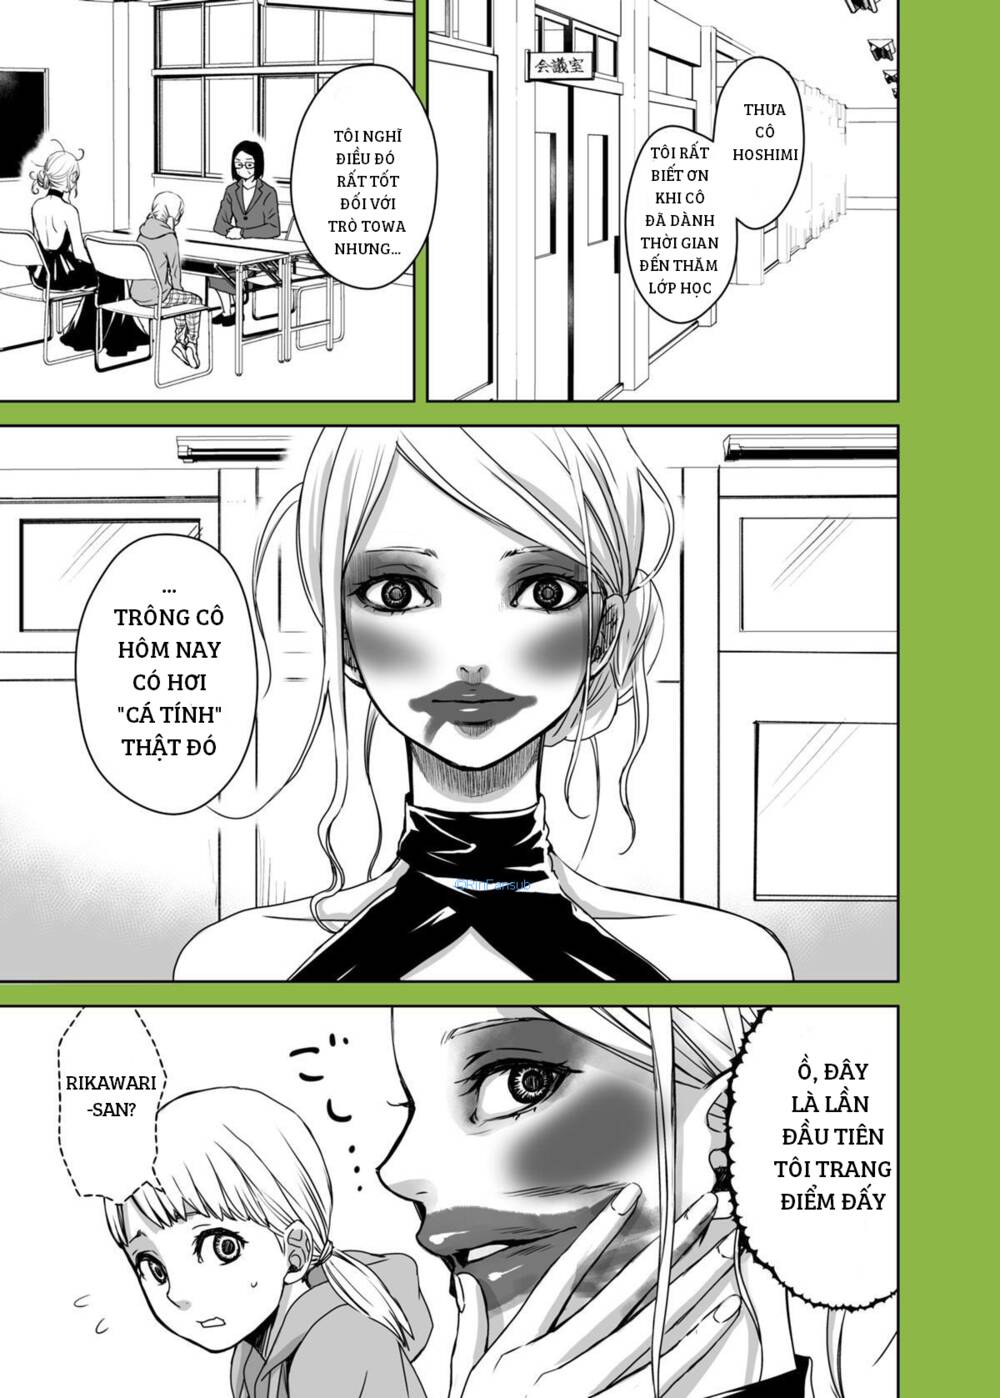 会議室
THƯA
CÔ
HOSHIMI
TÔI RẤT
BIẾT ƠN
KHI CÔ
ĐÃ DÀNH
THỜI GIAN
ĐẾN THĂM
LỚP HỌC
TÔI NGHĨ
ĐIỀU ĐÓ
RẤT TỐT
ĐỐI VỚI
TRÒ TOWA
NHƯNG...
...
TRÔNG CÔ
HÔM NAY
CÓ HƠI
"CÁ TÍNH"
THẬT ĐÓ
©RinFansub
Ồ, ĐÂY
LÀ LẦN
ĐẦU TIÊN
TÔI TRANG
ĐIỂM ĐẤY
RIKAWARI
-SAN?